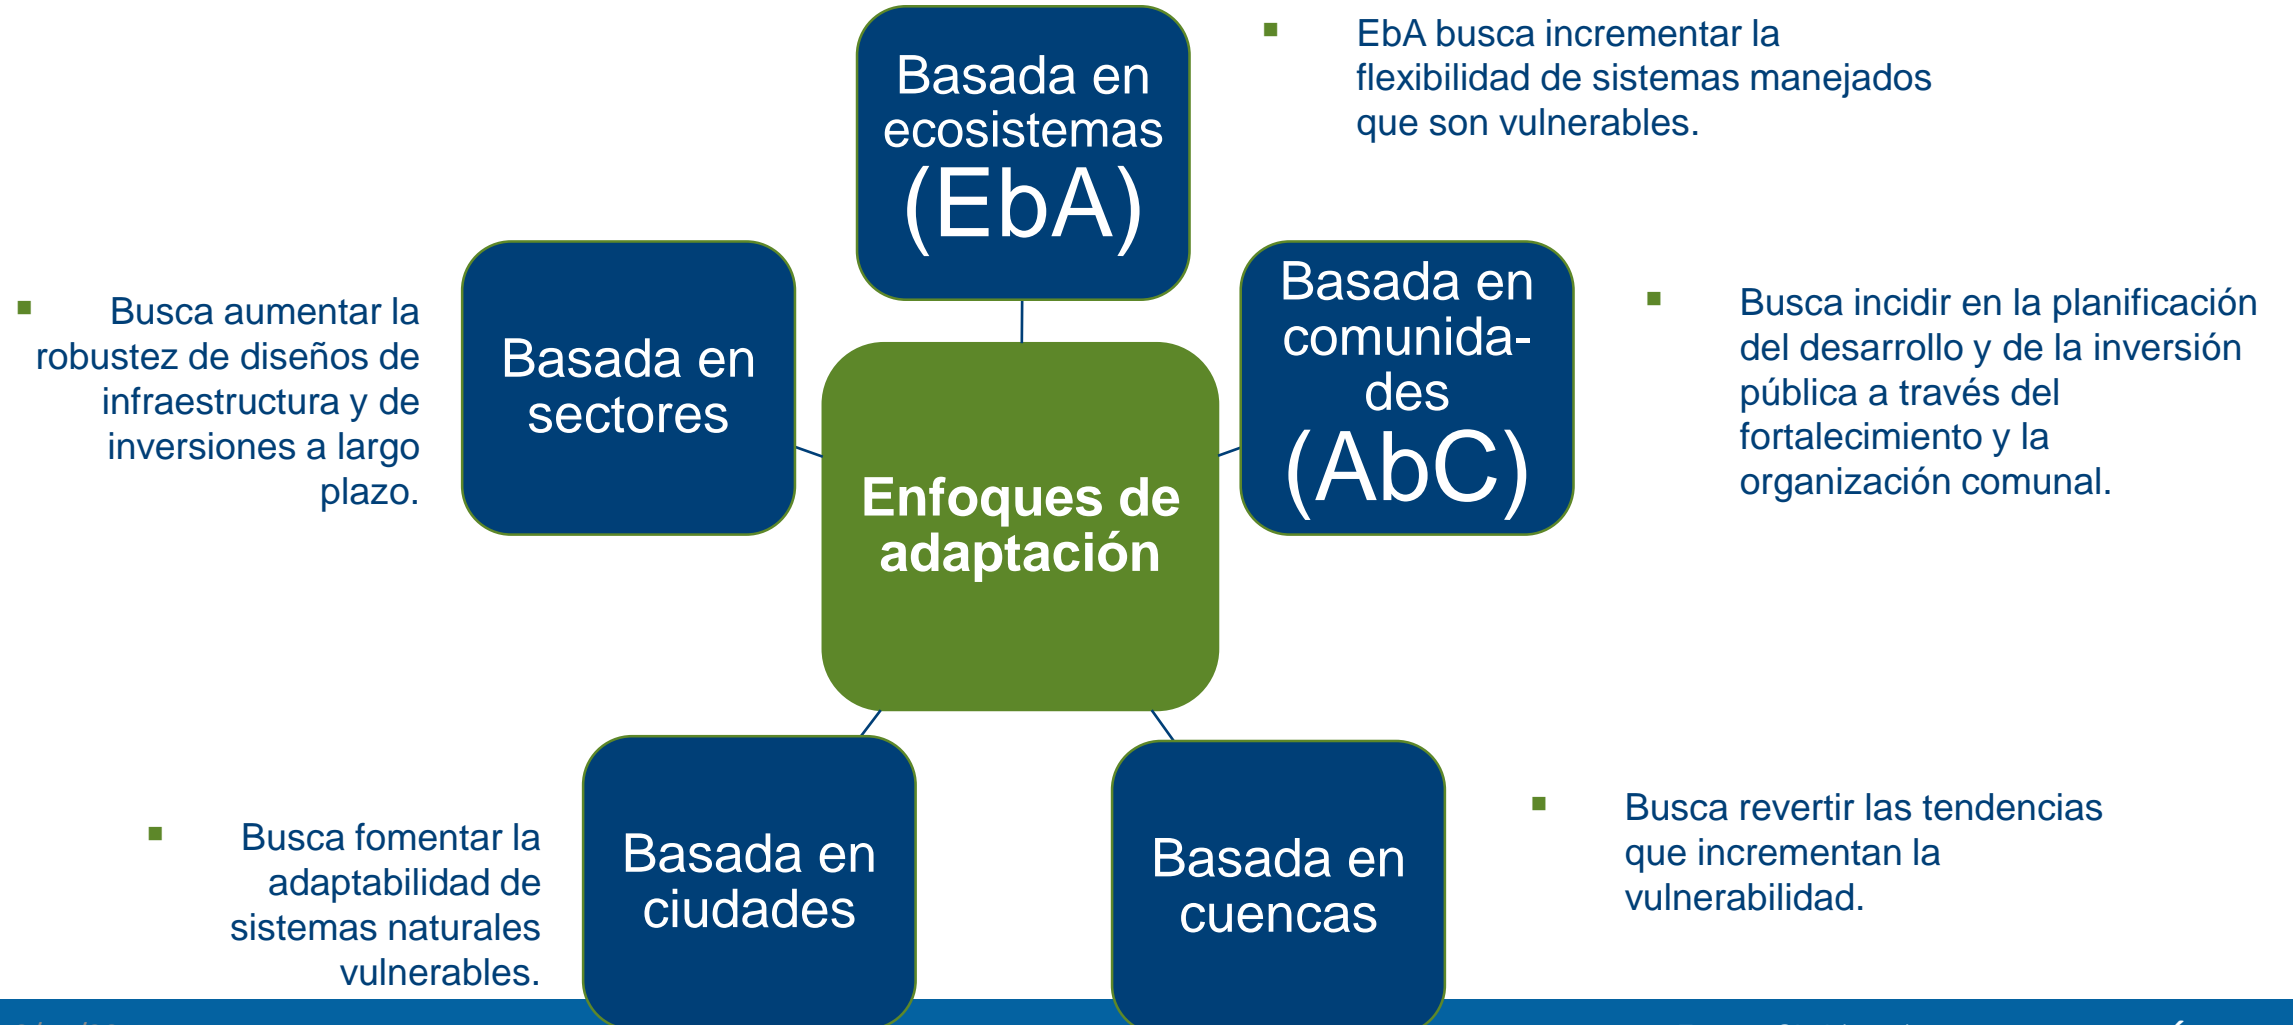 Basada en
ecosistemas
(EbA)
EbA busca incrementar la
flexibilidad de sistemas manejados
que son vulnerables.
Busca aumentar la
robustez de diseños de
infraestructura y de
inversiones a largo
plazo.
Basada en
sectores
Enfoques de
adaptación
Basada en
comunida-
des
(AbC)
Busca incidir en la planificación
del desarrollo y de la inversión
pública a través del
fortalecimiento y la
organización comunal.
Busca fomentar la
adaptabilidad de
sistemas naturales
vulnerables.
Basada en
ciudades
Basada en
cuencas
Busca revertir las tendencias
que incrementan la
vulnerabilidad.